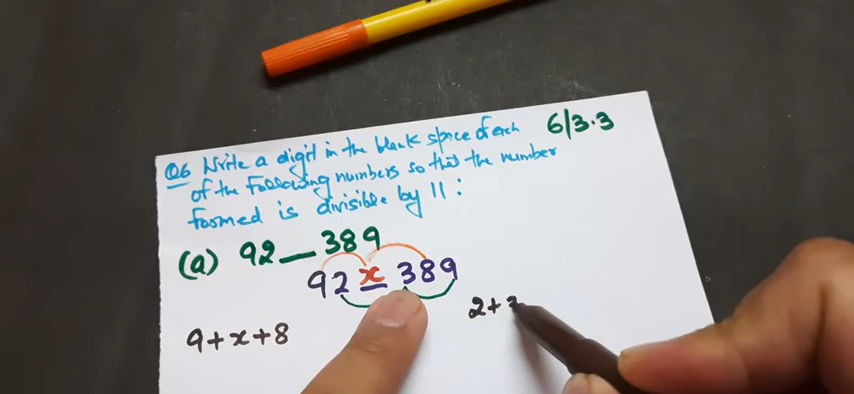 Q6 Write a digit in the blank space of each 6/3.3
of the following numbers so that the number
formed is divisible by 11 :
(a) 92__389
92x389
9+x+8
2+3